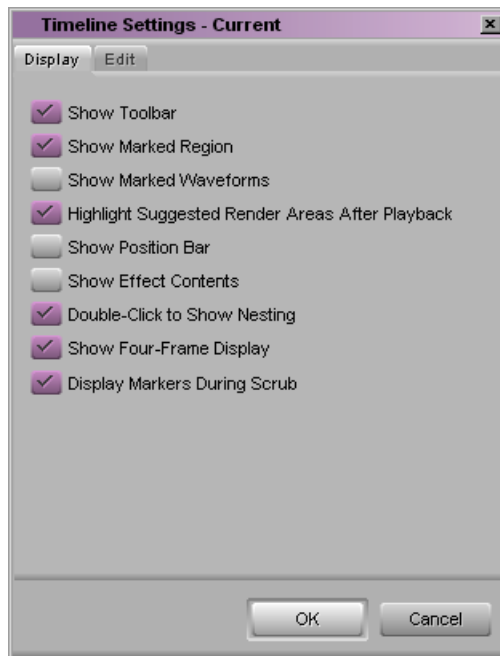 Timeline Settings - Current
Display Edit
Show Toolbar
Show Marked Region
Show Marked Waveforms
Highlight Suggested Render Areas After Playback
Show Position Bar
Show Effect Contents
Double-Click to Show Nesting
Show Four-Frame Display
Display Markers During Scrub
OK Cancel